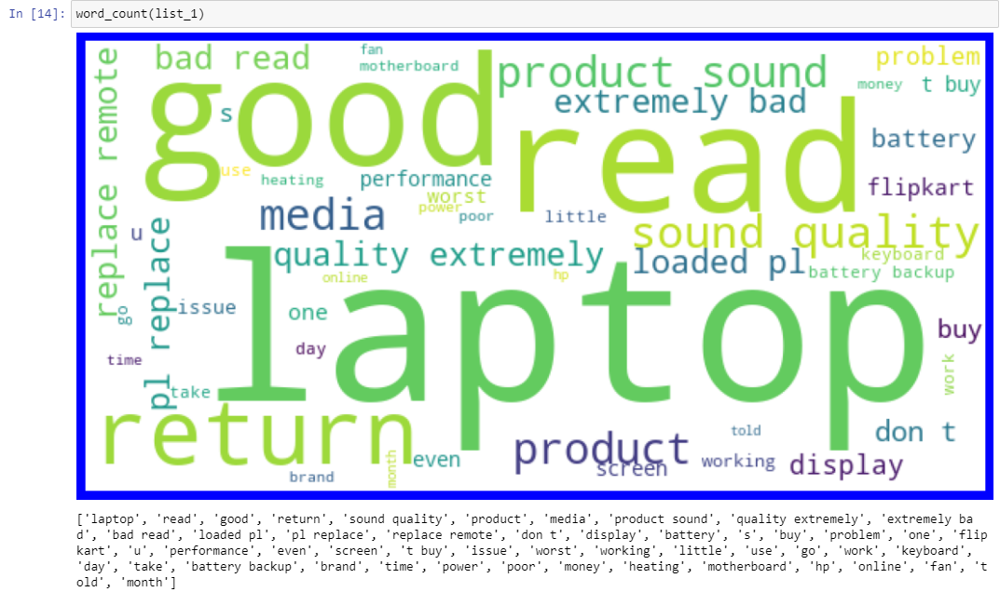 In [14]: word_count(list_1)
fan
bad read
motherboard
problem
product sound
money
t buy
good
extremely bad
s
read
battery
replace remote
use
heating
performance
flipkart
worst
power
poor
media
little
u
sound quality
pl replace
quality extremely
loaded pl
keyboard
battery backup
online
hp
go
issue
one
laptop
buy
day
time
work
take
return
told
don t
product
even
screen
working
display
month
brand
['laptop', 'read', 'good', 'return', 'sound quality', 'product', 'media', 'product sound', 'quality extremely', 'extremely ba
d', 'bad read', 'loaded pl', 'pl replace', 'replace remote', 'don t', 'display', 'battery', 's', 'buy', 'problem', 'one', 'flip
kart', 'u', 'performance', 'even', 'screen', 't buy', 'issue', 'worst', 'working', 'little', 'use', 'go', 'work', 'keyboard',
'day', 'take', 'battery backup', 'brand', 'time', 'power', 'poor', 'money', 'heating', 'motherboard', 'hp', 'online', 'fan', 't
old', 'month']